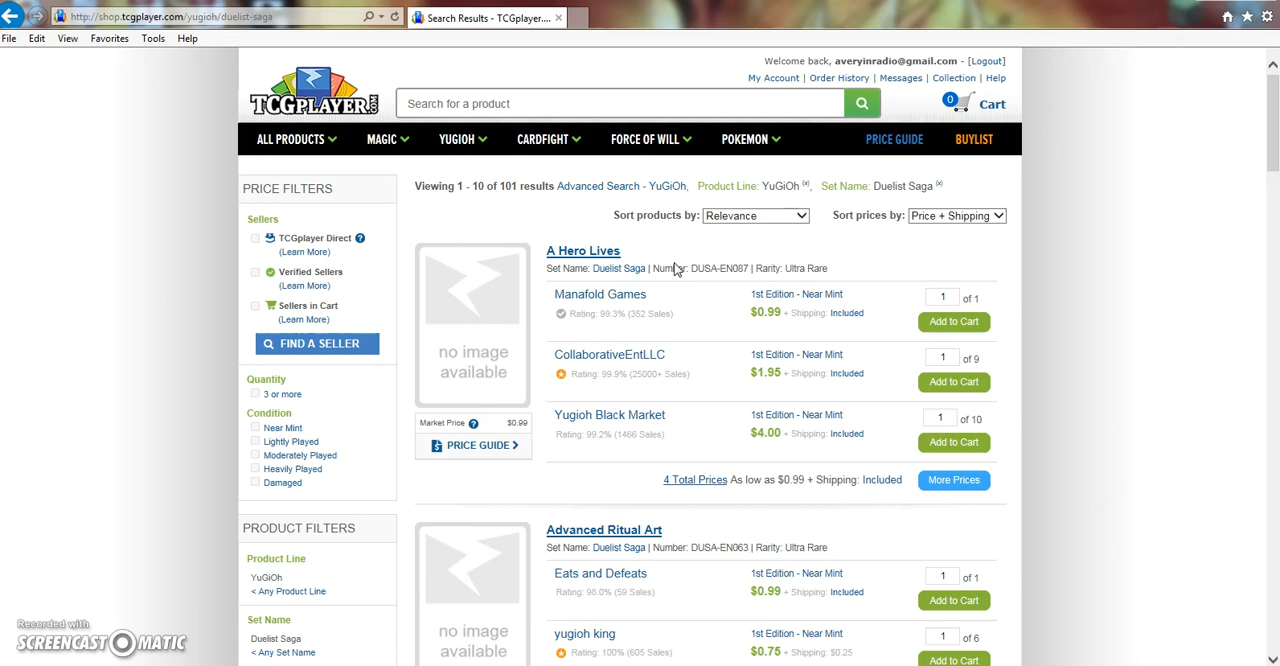 http://shop.tcgplayer.com/yugioh/duelist-saga
Search Results - TCGplayer....
File Edit View Favorites Tools Help
Welcome back, averyinradio@gmail.com - [Logout]
My Account | Order History | Messages | Collection | Help
TCGPLAYER.COM
Search for a product
0 Cart
ALL PRODUCTS MAGIC YUGIOH CARDFIGHT FORCE OF WILL POKEMON PRICE GUIDE BUYLIST
PRICE FILTERS
Sellers
TCGplayer Direct ?
(Learn More)
Verified Sellers
(Learn More)
Sellers in Cart
(Learn More)
FIND A SELLER
Quantity
3 or more
Condition
Near Mint
Lightly Played
Moderately Played
Heavily Played
Damaged
PRODUCT FILTERS
Product Line
YuGiOh
< Any Product Line
Set Name
Duelist Saga
< Any Set Name
Viewing 1 - 10 of 101 results Advanced Search - YuGiOh, Product Line: YuGiOh (x), Set Name: Duelist Saga (x)
Sort products by: Relevance Sort prices by: Price + Shipping
no image
available
Market Price ? $0.99
PRICE GUIDE
A Hero Lives
Set Name: Duelist Saga | Number: DUSA-EN087 | Rarity: Ultra Rare
Manafold Games 1st Edition - Near Mint 1 of 1
Rating: 99.3% (352 Sales) $0.99 + Shipping: Included Add to Cart
CollaborativeEntLLC 1st Edition - Near Mint 1 of 9
Rating: 99.9% (25000+ Sales) $1.95 + Shipping: Included Add to Cart
Yugioh Black Market 1st Edition - Near Mint 1 of 10
Rating: 99.2% (1466 Sales) $4.00 + Shipping: Included Add to Cart
4 Total Prices As low as $0.99 + Shipping: Included More Prices
no image
available
Advanced Ritual Art
Set Name: Duelist Saga | Number: DUSA-EN063 | Rarity: Ultra Rare
Eats and Defeats 1st Edition - Near Mint 1 of 1
Rating: 98.0% (59 Sales) $0.99 + Shipping: Included Add to Cart
yugioh king 1st Edition - Near Mint 1 of 6
Rating: 100% (605 Sales) $0.75 + Shipping: $0.25 Add to Cart
Recorded with
SCREENCAST-O-MATIC